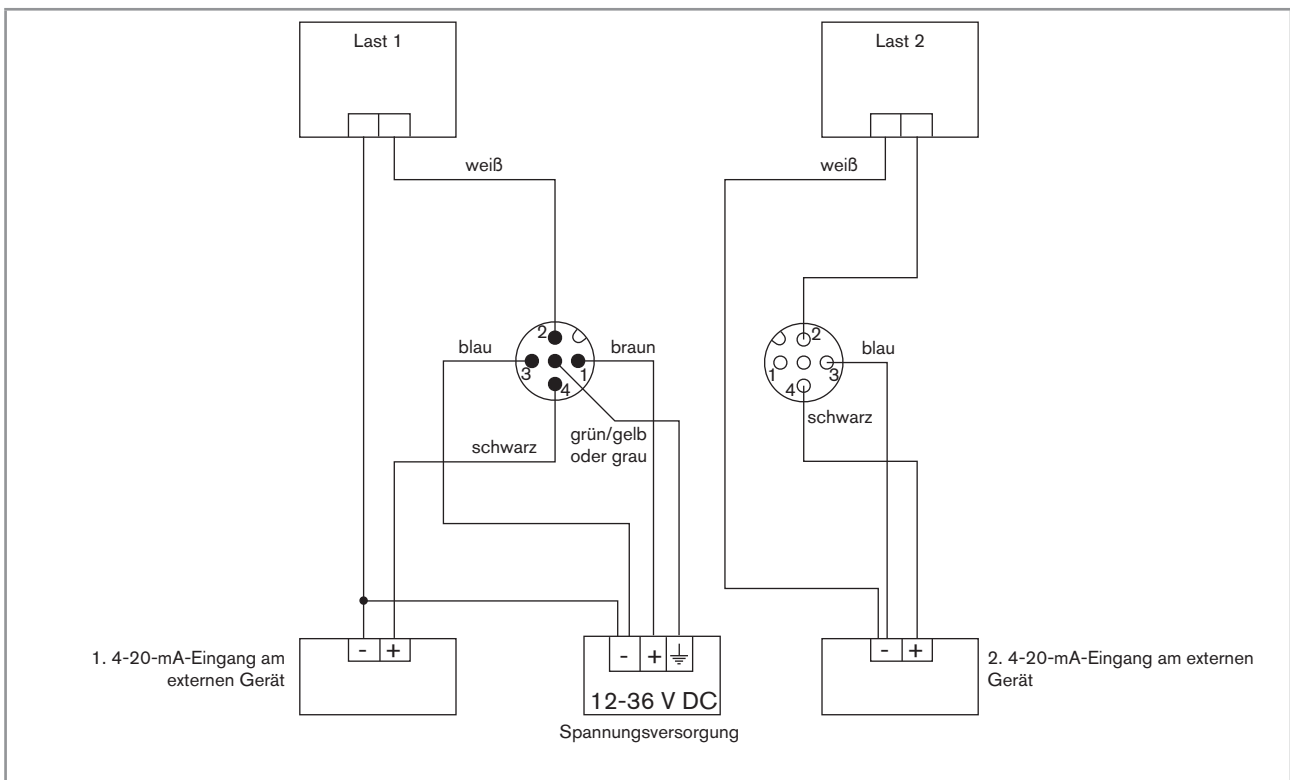 Last 1
Last 2
weiß
weiß
2
2
blau
braun
blau
3
1
1
3
4
4
schwarz
grün/gelb
oder grau
schwarz
- +
- + ⏚
- +
1. 4-20-mA-Eingang am
externen Gerät
12-36 V DC
2. 4-20-mA-Eingang am externen
Gerät
Spannungsversorgung